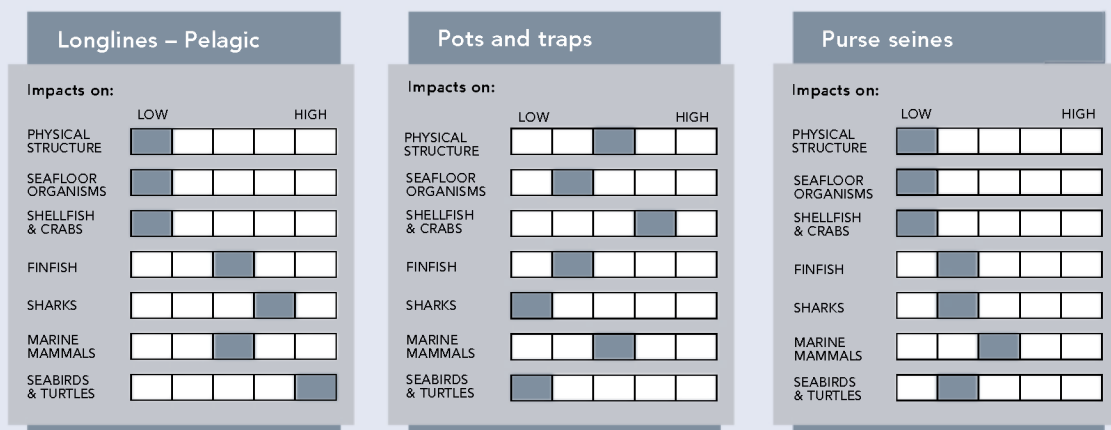 Longlines – Pelagic
Impacts on:
LOW HIGH
PHYSICAL
STRUCTURE
SEAFLOOR
ORGANISMS
SHELLFISH
& CRABS
FINFISH
SHARKS
MARINE
MAMMALS
SEABIRDS
& TURTLES
Pots and traps
Impacts on:
LOW HIGH
PHYSICAL
STRUCTURE
SEAFLOOR
ORGANISMS
SHELLFISH
& CRABS
FINFISH
SHARKS
MARINE
MAMMALS
SEABIRDS
& TURTLES
Purse seines
Impacts on:
LOW HIGH
PHYSICAL
STRUCTURE
SEAFLOOR
ORGANISMS
SHELLFISH
& CRABS
FINFISH
SHARKS
MARINE
MAMMALS
SEABIRDS
& TURTLES